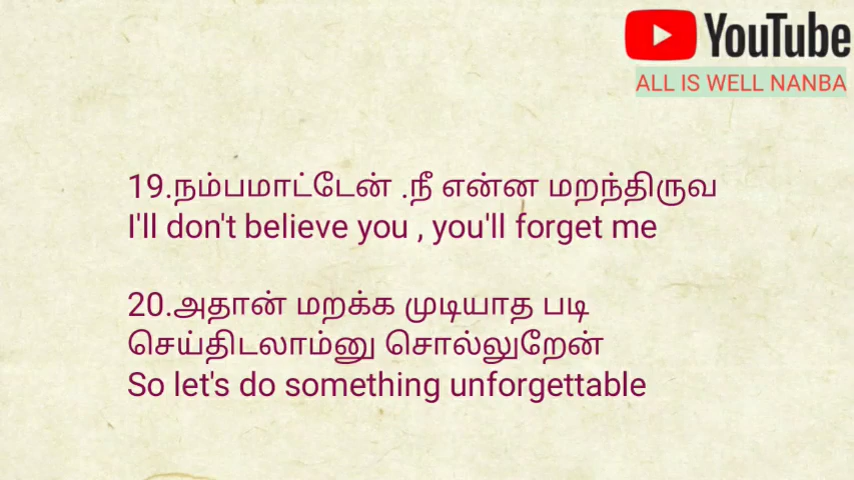 YouTube
ALL IS WELL NANBA
19.நம்பமாட்டேன் .நீ என்ன மறந்திருவ
I'll don't believe you , you'll forget me
20.அதான் மறக்க முடியாத படி
செய்திடலாம்னு சொல்லுறேன்
So let's do something unforgettable